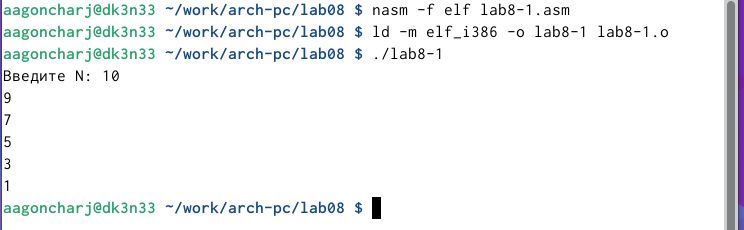 aagoncharj@dk3n33 ~/work/arch-pc/lab08 $ nasm -f elf lab8-1.asm
aagoncharj@dk3n33 ~/work/arch-pc/lab08 $ ld -m elf_i386 -o lab8-1 lab8-1.o
aagoncharj@dk3n33 ~/work/arch-pc/lab08 $ ./lab8-1
Введите N: 10
9
7
5
3
1
aagoncharj@dk3n33 ~/work/arch-pc/lab08 $